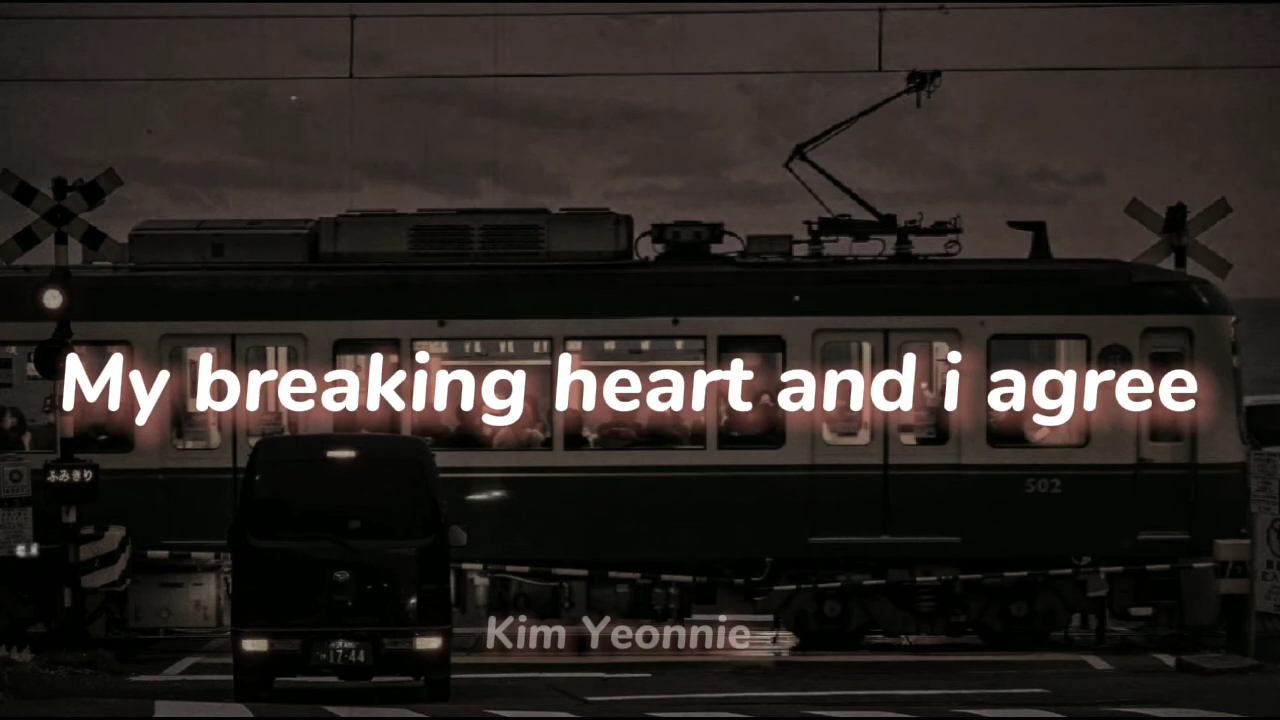 My breaking heart and i agree
ふみきり
502
Kim Yeonnie
17-44